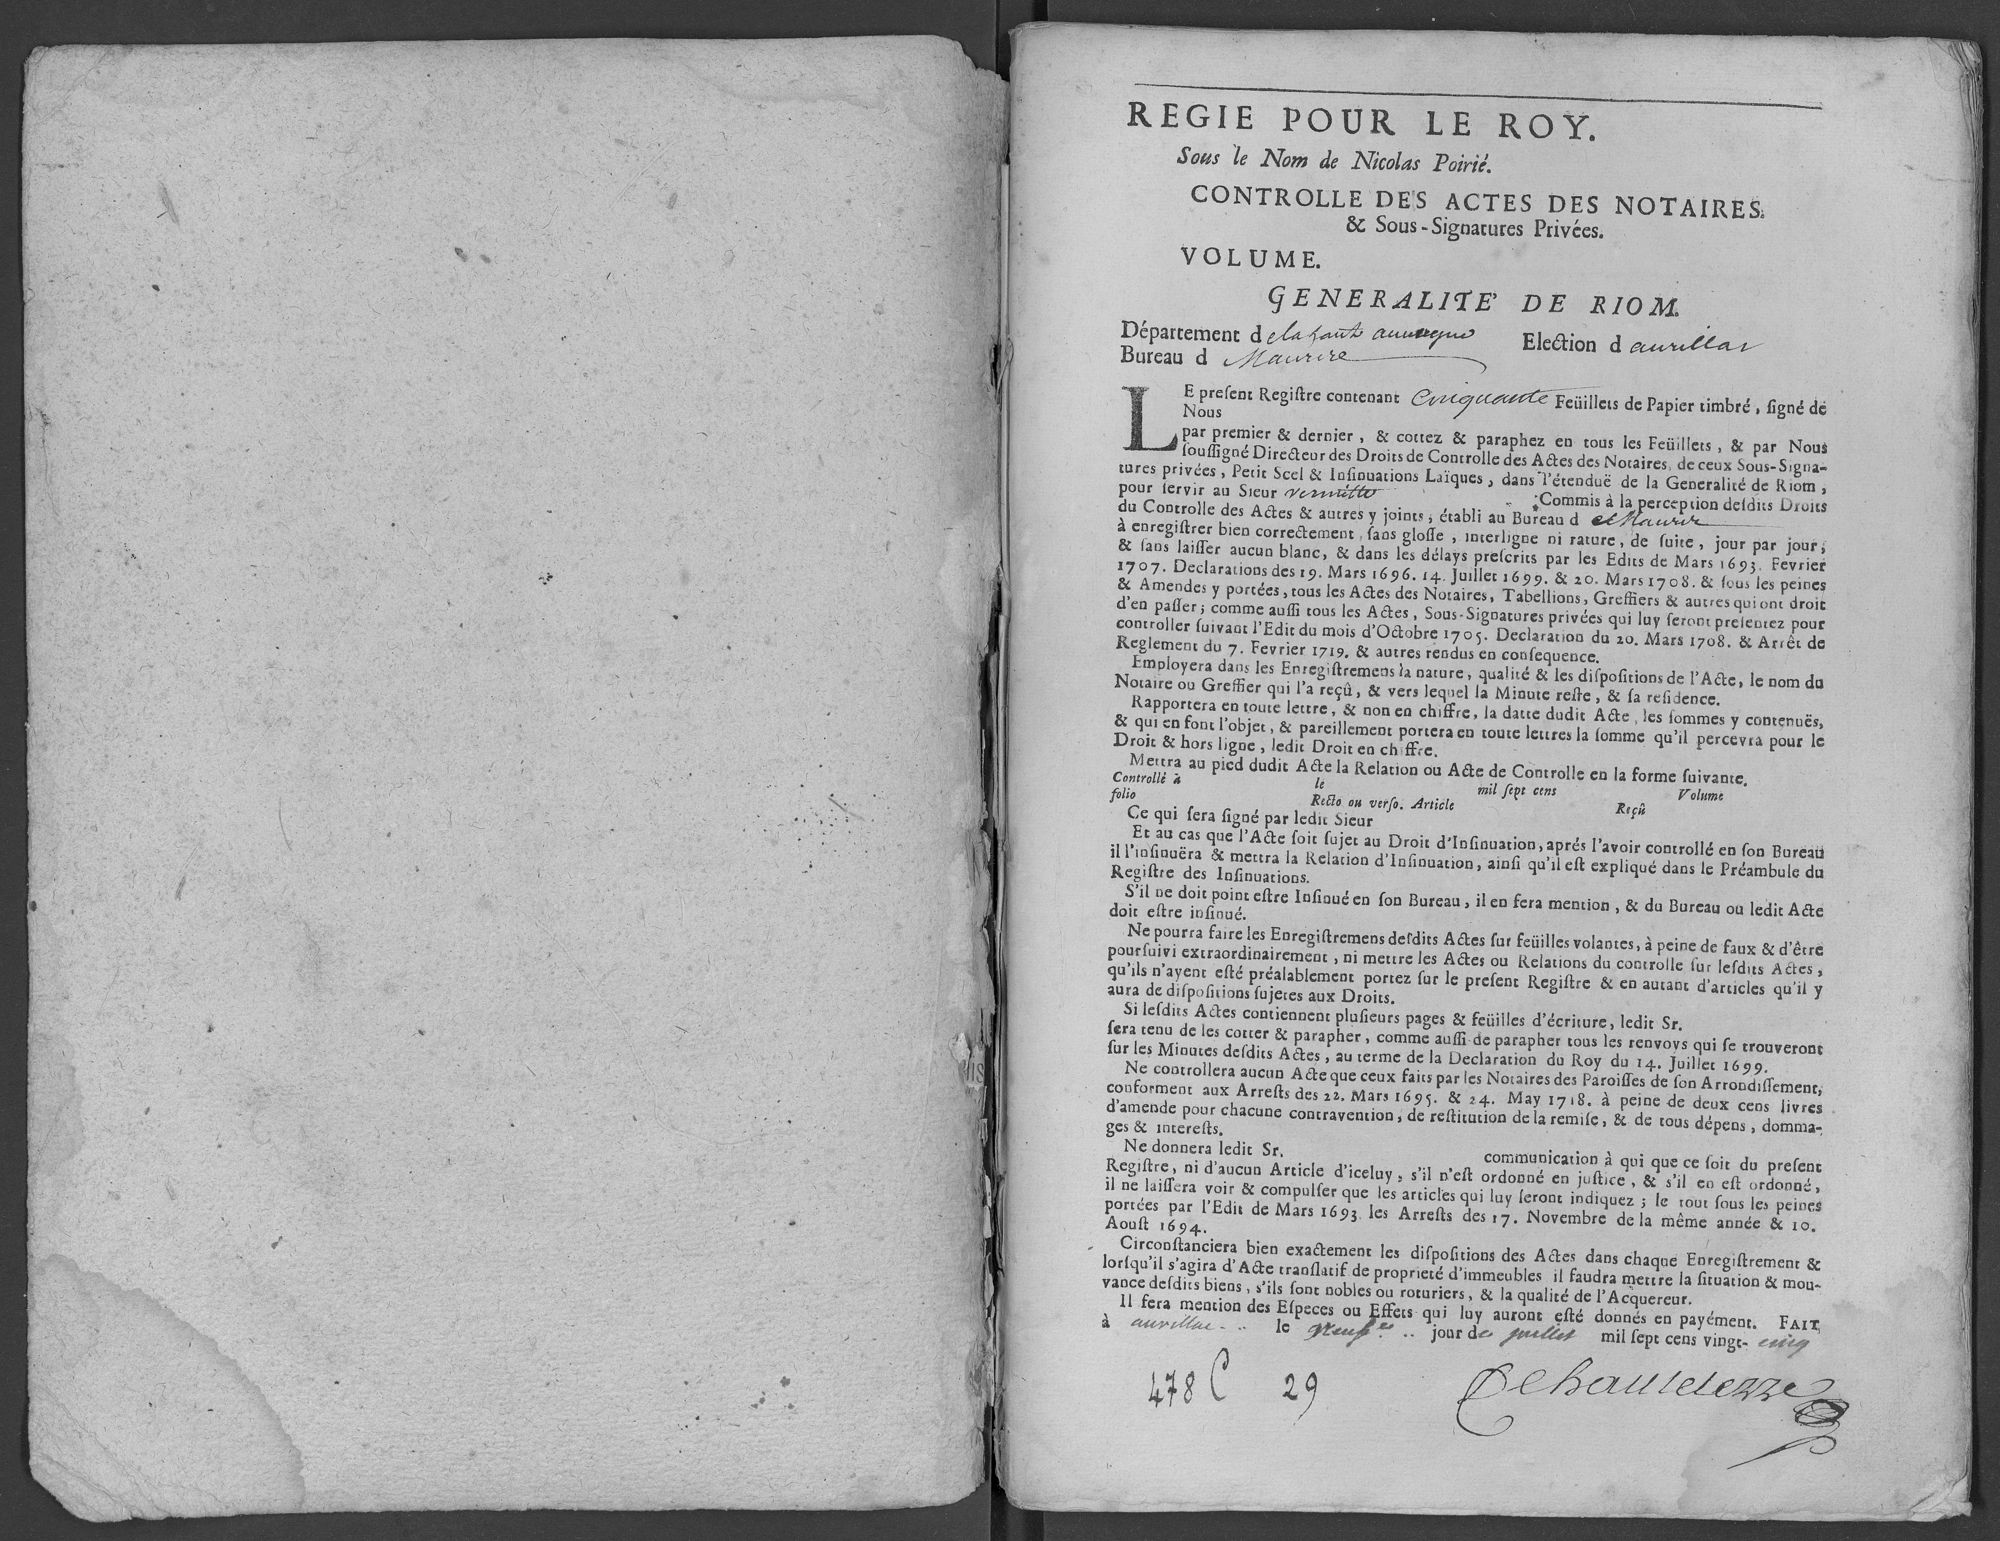 REGIE POUR LE ROY.
Sous le Nom de Nicolas Poirié.
CONTROLLE DES ACTES DES NOTAIRES.
& Sous-Signatures Privées.
VOLUME.
GENERALITE' DE RIOM.
Département d elahaute auvergne Election d aurillac
Bureau d Maurire
LE preſent Regiſtre contenant Cinquante Feüillets de Papier timbré, ſigné de
Nous
par premier & dernier, & cottez & paraphez en tous les Feüillets, & par Nous
ſouſſigné Directeur des Droits de Controlle des Actes des Notaires, de ceux Sous-Signa-
tures privées, Petit Scel & Inſinuations Laïques, dans l'étenduë de la Generalité de Riom,
pour ſervir au Sieur Commis à la perception deſdits Droits
du Controlle des Actes & autres y joints, établi au Bureau d
à enregiſtrer bien correctement, ſans gloſſe, interligne ni rature, de ſuite, jour par jour,
& ſans laiſſer aucun blanc, & dans les délays preſcrits par les Edits de Mars 1693. Fevrier
1707. Declarations des 19. Mars 1696. 14. Juillet 1699. & 20. Mars 1708. & ſous les peines
& Amendes y portées, tous les Actes des Notaires, Tabellions, Greffiers & autres qui ont droit
d'en paſſer; comme auſſi tous les Actes, Sous-Signatures privées qui luy ſeront preſentez pour
controller ſuivant l'Edit du mois d'Octobre 1705. Declaration du 20. Mars 1708. & Arrêt de
Reglement du 7. Fevrier 1719. & autres rendus en conſequence.
Employera dans les Enregiſtremens la nature, qualité & les diſpoſitions de l'Acte, le nom du
Notaire ou Greffier qui l'a reçû, & vers lequel la Minute reſte, & ſa reſidence.
Rapportera en toute lettre, & non en chiffre, la datte dudit Acte, les ſommes y contenuës,
& qui en font l'objet, & pareillement portera en toute lettres la ſomme qu'il percevra pour le
Droit & hors ligne, ledit Droit en chiffre.
Mettra au pied dudit Acte la Relation ou Acte de Controlle en la forme ſuivante.
Controllé à le mil ſept cens Volume
folio Recto ou verſo. Article Reçû
Ce qui ſera ſigné par ledit Sieur
Et au cas que l'Acte ſoit ſujet au Droit d'Inſinuation, aprés l'avoir controllé en ſon Bureau
il l'inſinuëra & mettra la Relation d'Inſinuation, ainſi qu'il eſt expliqué dans le Préambule du
Regiſtre des Inſinuations.
S'il ne doit point eſtre Inſinué en ſon Bureau, il en fera mention, & du Bureau ou ledit Acte
doit eſtre inſinué.
Ne pourra faire les Enregiſtremens deſdits Actes ſur feüilles volantes, à peine de faux & d'être
pourſuivi extraordinairement, ni mettre les Actes ou Relations du controlle ſur leſdits Actes,
qu'ils n'ayent eſté préalablement portez ſur le preſent Regiſtre & en autant d'articles qu'il y
aura de diſpoſitions ſujetes aux Droits.
Si leſdits Actes contiennent pluſieurs pages & feüilles d'écriture, ledit Sr.
ſera tenu de les cotter & parapher, comme auſſi de parapher tous les renvoys qui ſe trouveront
ſur les Minutes deſdits Actes, au terme de la Declaration du Roy du 14. Juillet 1699.
Ne controllera aucun Acte que ceux faits par les Notaires des Paroiſſes de ſon Arrondiſſement,
conforment aux Arreſts des 22. Mars 1695. & 24. May 1718. à peine de deux cens livres
d'amende pour chacune contravention, de reſtitution de la remiſe, & de tous dépens, domma-
ges & intereſts.
Ne donnera ledit Sr. communication à qui que ce ſoit du preſent
Regiſtre, ni d'aucun Article d'iceluy, s'il n'eſt ordonné en juſtice, & s'il en eſt ordonné,
il ne laiſſera voir & compulſer que les articles qui luy ſeront indiquez; le tout ſous les peines
portées par l'Edit de Mars 1693. les Arreſts des 17. Novembre de la même année & 10.
Aouſt 1694.
Circonſtanciera bien exactement les diſpoſitions des Actes dans chaque Enregiſtrement &
lorſqu'il s'agira d'Acte tranſlatif de proprieté d'immeubles il faudra mettre la ſituation & mou-
vance deſdits biens, s'ils ſont nobles ou roturiers, & la qualité de l'Acquereur.
Il fera mention des Eſpeces ou Effets qui luy auront eſté donnés en payément. FAIT
à aurillac le neufe jour de juillet mil ſept cens vingt-cinq
478 C 29